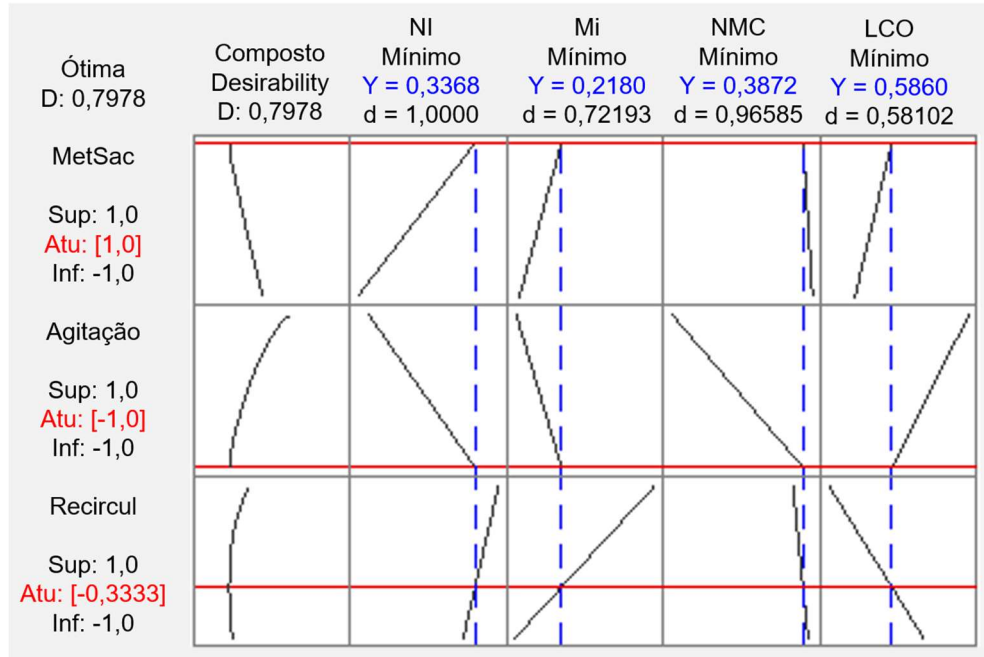 Ótima
D: 0,7978
Composto
Desirability
D: 0,7978
NI
Mínimo
Y = 0,3368
d = 1,0000
Mi
Mínimo
Y = 0,2180
d = 0,72193
NMC
Mínimo
Y = 0,3872
d = 0,96585
LCO
Mínimo
Y = 0,5860
d = 0,58102
MetSac
Sup: 1,0
Atu: [1,0]
Inf: -1,0
Agitação
Sup: 1,0
Atu: [-1,0]
Inf: -1,0
Recircul
Sup: 1,0
Atu: [-0,3333]
Inf: -1,0